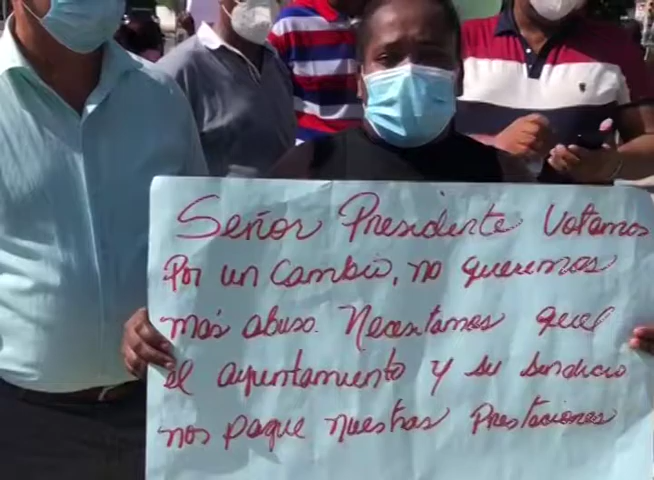 Señor Presidente Votamos
Por un Cambio, no queremos
más abuso. Necesitamos que
el ayuntamiento y su sindico
nos pague nuestras Prestaciones